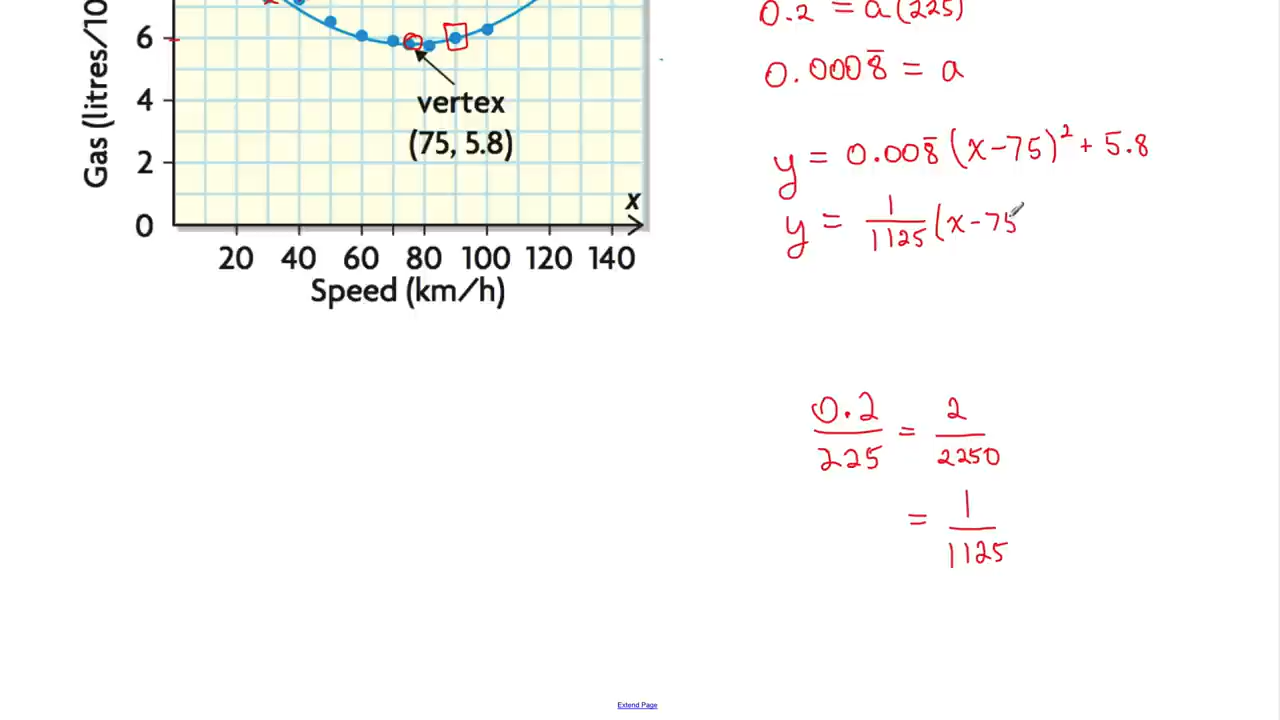 0.2 = a(225)
0.0008̅ = a
y = 0.008̅ (x-75)² + 5.8
y = 1/1125 (x-75
Gas (litres/10
6
4
2
0
vertex
(75, 5.8)
x
20 40 60 80 100 120 140
Speed (km/h)
0.2/225 = 2/2250
= 1/1125
Extend Page